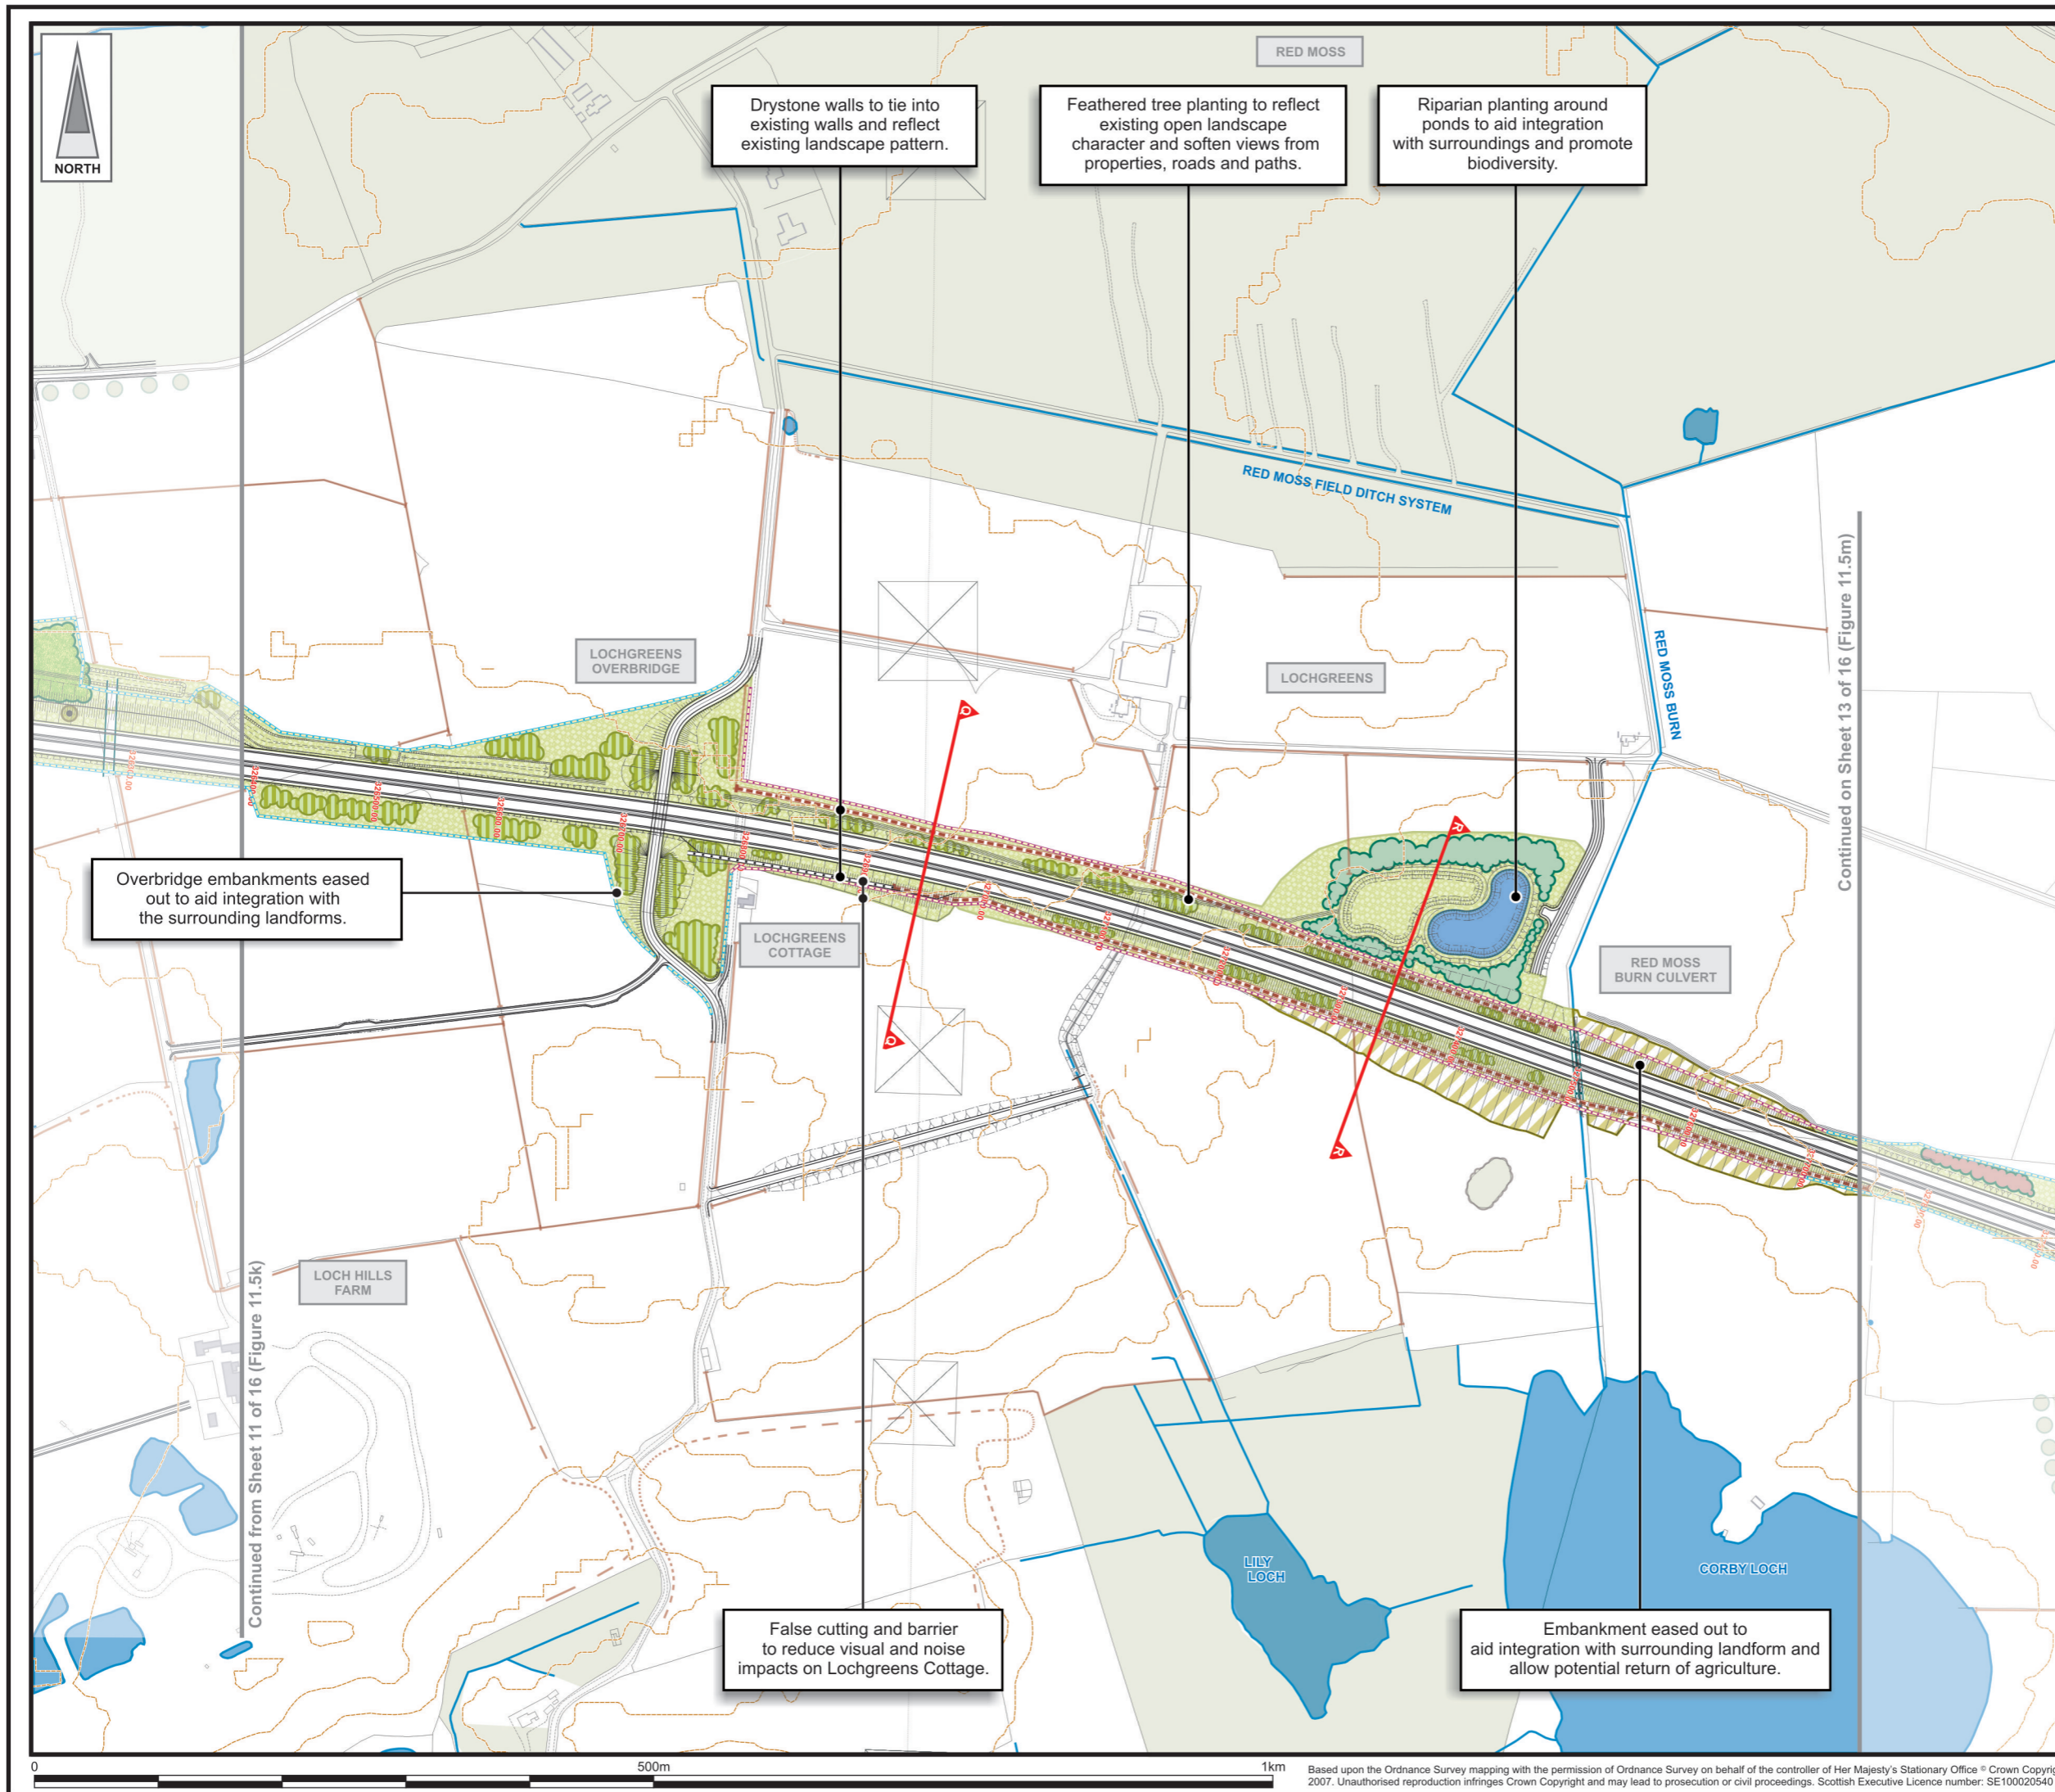 NORTH
RED MOSS
Drystone walls to tie into
existing walls and reflect
existing landscape pattern.
Feathered tree planting to reflect
existing open landscape
character and soften views from
properties, roads and paths.
Riparian planting around
ponds to aid integration
with surroundings and promote
biodiversity.
RED MOSS FIELD DITCH SYSTEM
Continued on Sheet 13 of 16 (Figure 11.5m)
LOCHGREENS
OVERBRIDGE
LOCHGREENS
RED MOSS BURN
Q
R
Overbridge embankments eased
out to aid integration with
the surrounding landforms.
LOCHGREENS
COTTAGE
RED MOSS
BURN CULVERT
Q
R
LOCH HILLS
FARM
Continued from Sheet 11 of 16 (Figure 11.5k)
LILY
LOCH
CORBY LOCH
False cutting and barrier
to reduce visual and noise
impacts on Lochgreens Cottage.
Embankment eased out to
aid integration with surrounding landform and
allow potential return of agriculture.
0
500m
1km
Based upon the Ordnance Survey mapping with the permission of Ordnance Survey on behalf of the controller of Her Majesty's Stationary Office © Crown
2007. Unauthorised reproduction infringes Crown Copyright and may lead to prosecution or civil proceedings. Scottish Executive Licence number: